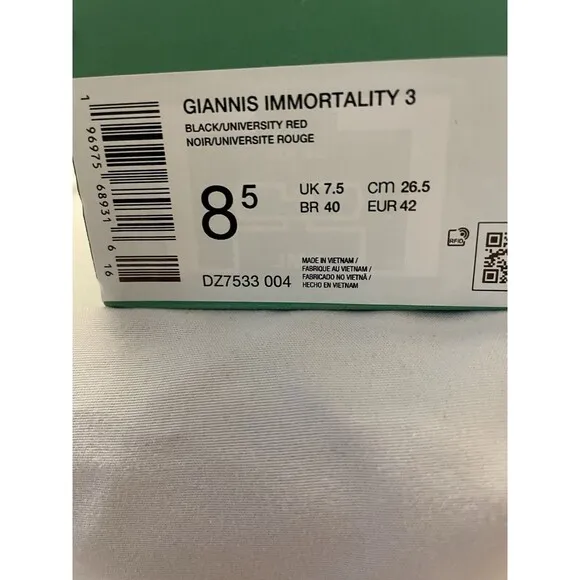 GIANNIS IMMORTALITY 3
BLACK/UNIVERSITY RED
NOIR/UNIVERSITE ROUGE
8⁵
UK 7.5 cm 26.5
BR 40 EUR 42
DZ7533 004
MADE IN VIETNAM /
FABRIQUE AU VIETNAM /
FABRICADO NO VIETNÃ /
HECHO EN VIETNAM
RFID
1 96975 68931 6 16